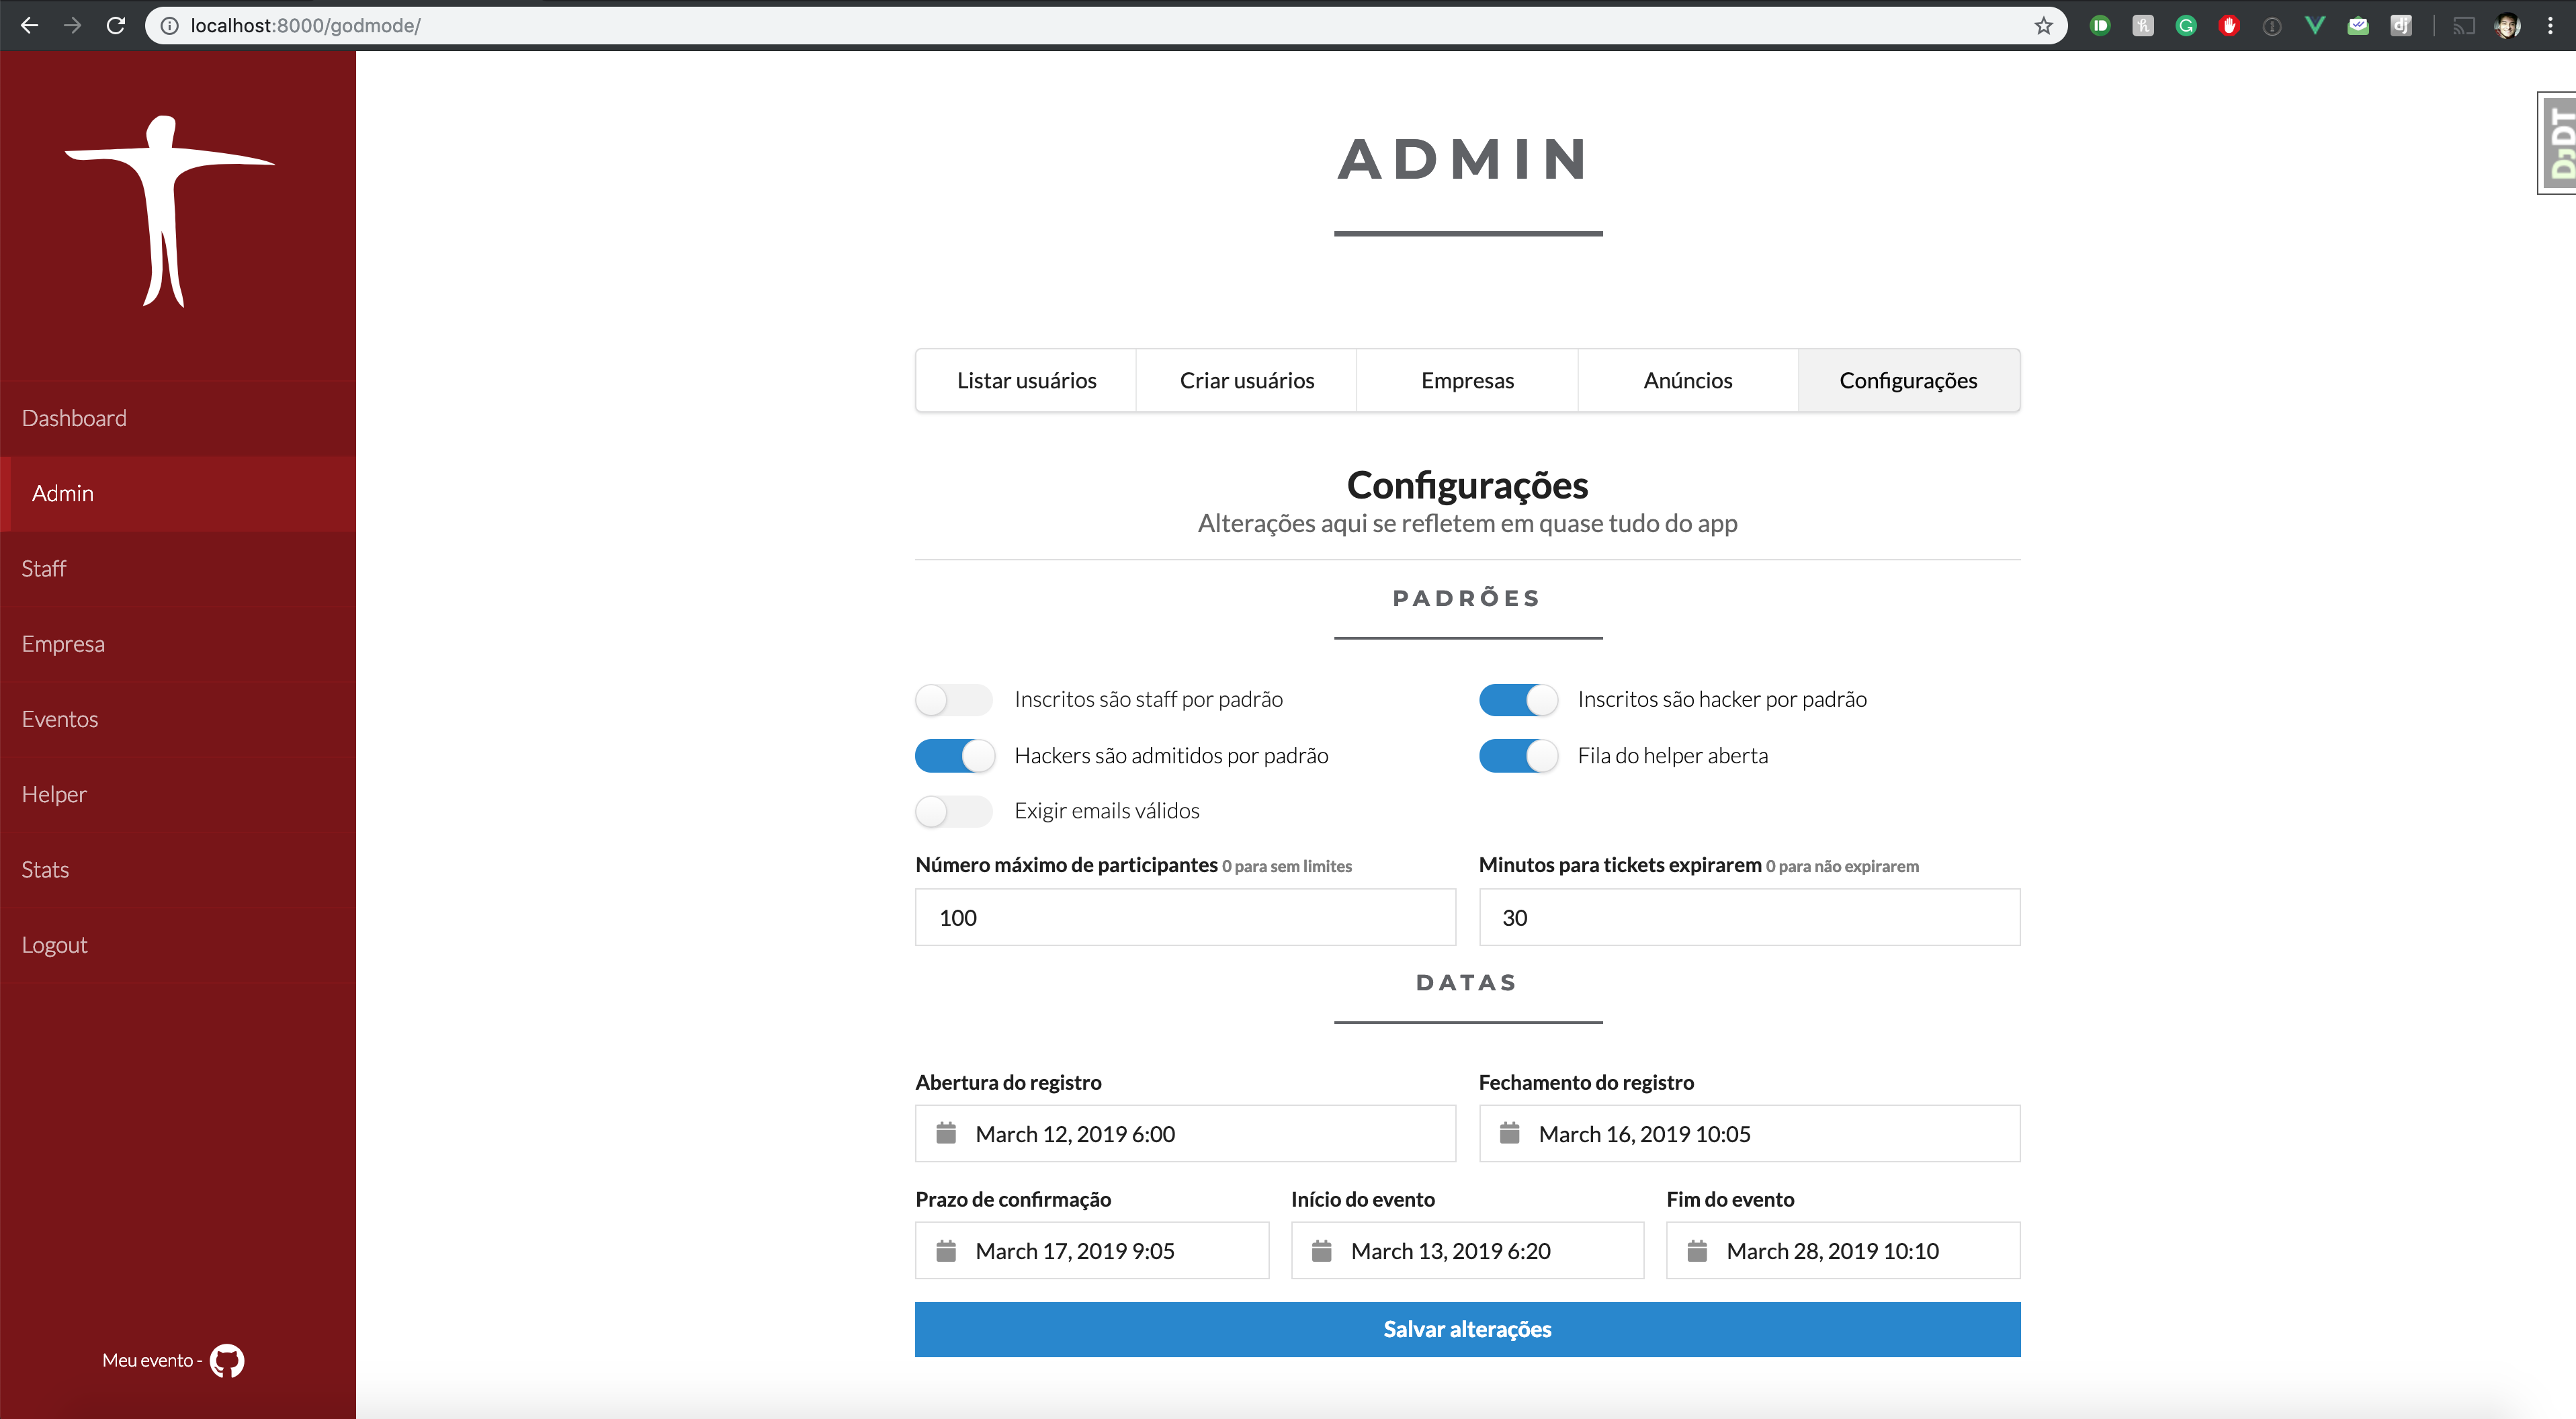 localhost:8000/godmode/
DJDT
ADMIN
Dashboard
Admin
Staff
Empresa
Eventos
Helper
Stats
Logout
Meu evento -
Listar usuários Criar usuários Empresas Anúncios Configurações
Configurações
Alterações aqui se refletem em quase tudo do app
PADRÕES
Inscritos são staff por padrão Inscritos são hacker por padrão
Hackers são admitidos por padrão Fila do helper aberta
Exigir emails válidos
Número máximo de participantes 0 para sem limites Minutos para tickets expirarem 0 para não expirarem
100 30
DATAS
Abertura do registro Fechamento do registro
March 12, 2019 6:00 March 16, 2019 10:05
Prazo de confirmação Início do evento Fim do evento
March 17, 2019 9:05 March 13, 2019 6:20 March 28, 2019 10:10
Salvar alterações